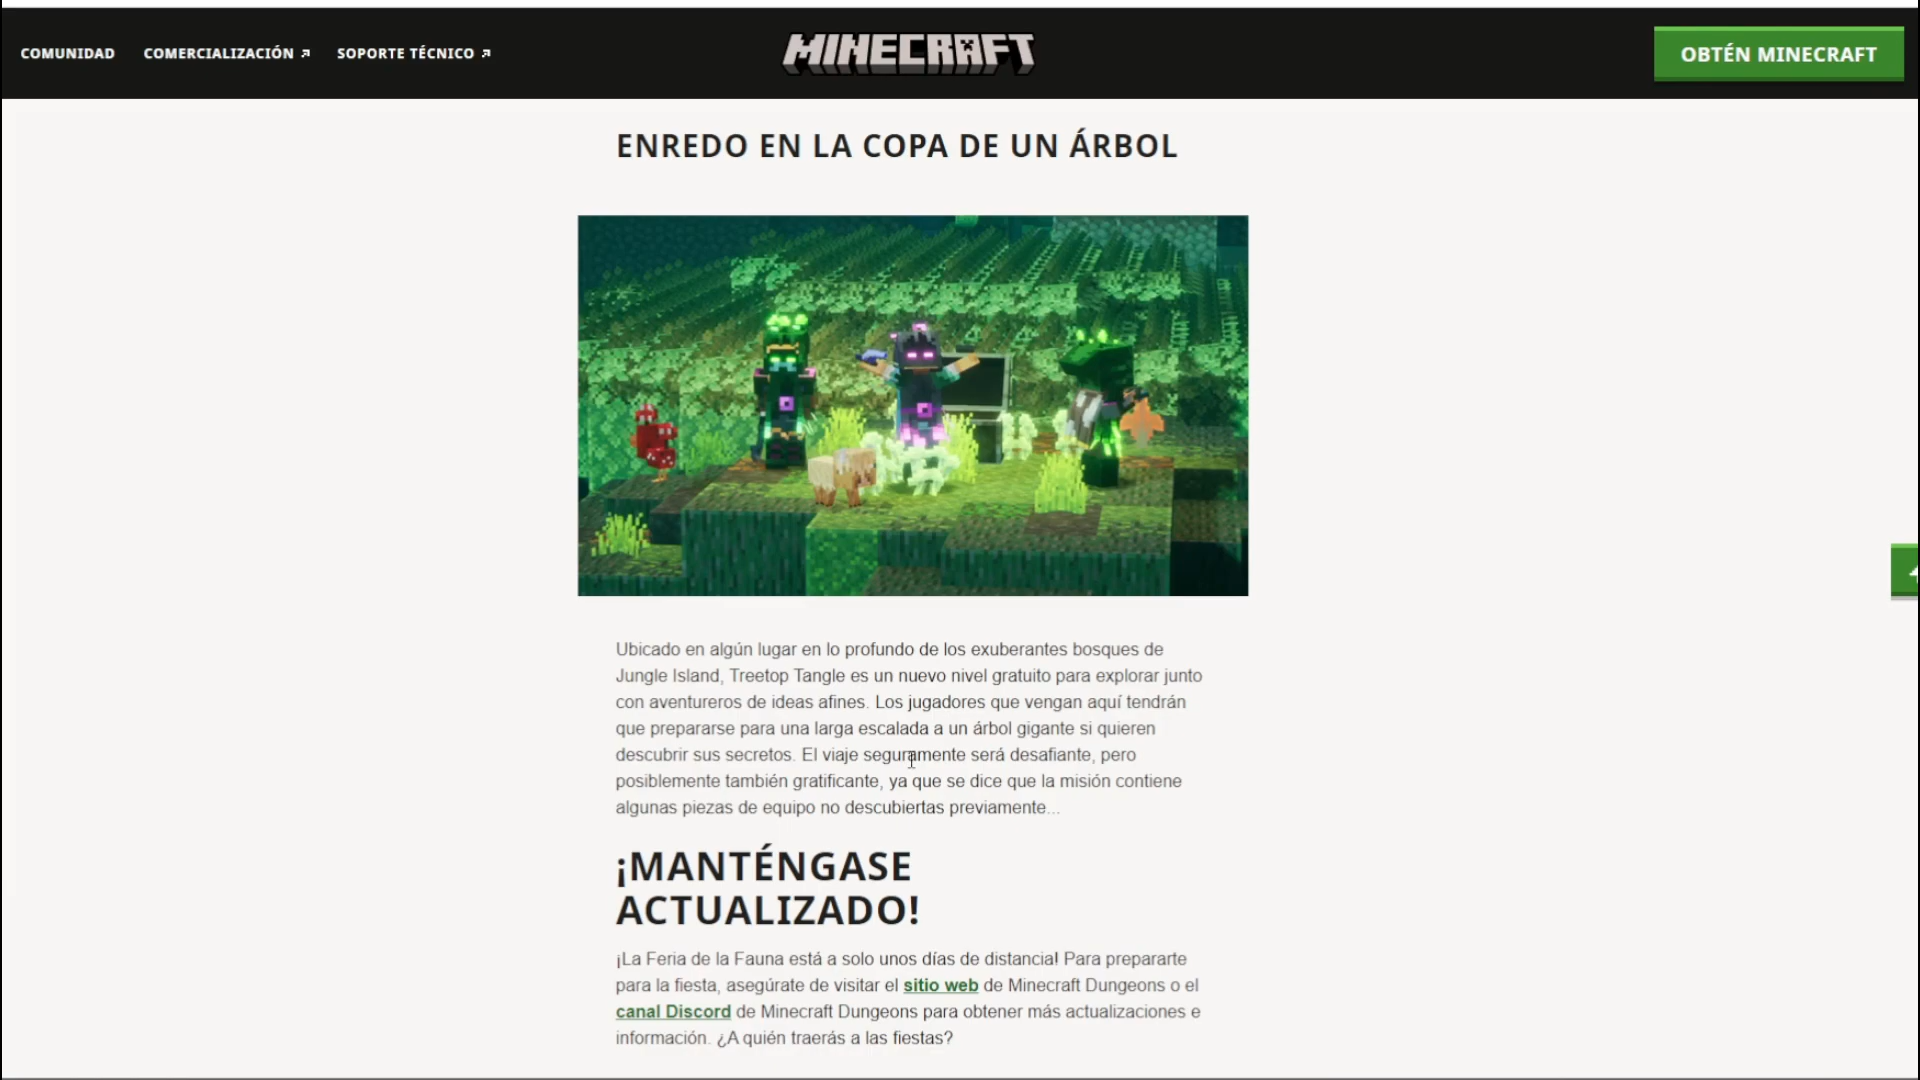 COMUNIDAD COMERCIALIZACIÓN SOPORTE TÉCNICO MINECRAFT OBTÉN MINECRAFT
ENREDO EN LA COPA DE UN ÁRBOL
Ubicado en algún lugar en lo profundo de los exuberantes bosques de
Jungle Island, Treetop Tangle es un nuevo nivel gratuito para explorar junto
con aventureros de ideas afines. Los jugadores que vengan aquí tendrán
que prepararse para una larga escalada a un árbol gigante si quieren
descubrir sus secretos. El viaje seguramente será desafiante, pero
posiblemente también gratificante, ya que se dice que la misión contiene
algunas piezas de equipo no descubiertas previamente...
¡MANTÉNGASE
ACTUALIZADO!
¡La Feria de la Fauna está a solo unos días de distancia! Para prepararte
para la fiesta, asegúrate de visitar el sitio web de Minecraft Dungeons o el
canal Discord de Minecraft Dungeons para obtener más actualizaciones e
información. ¿A quién traerás a las fiestas?